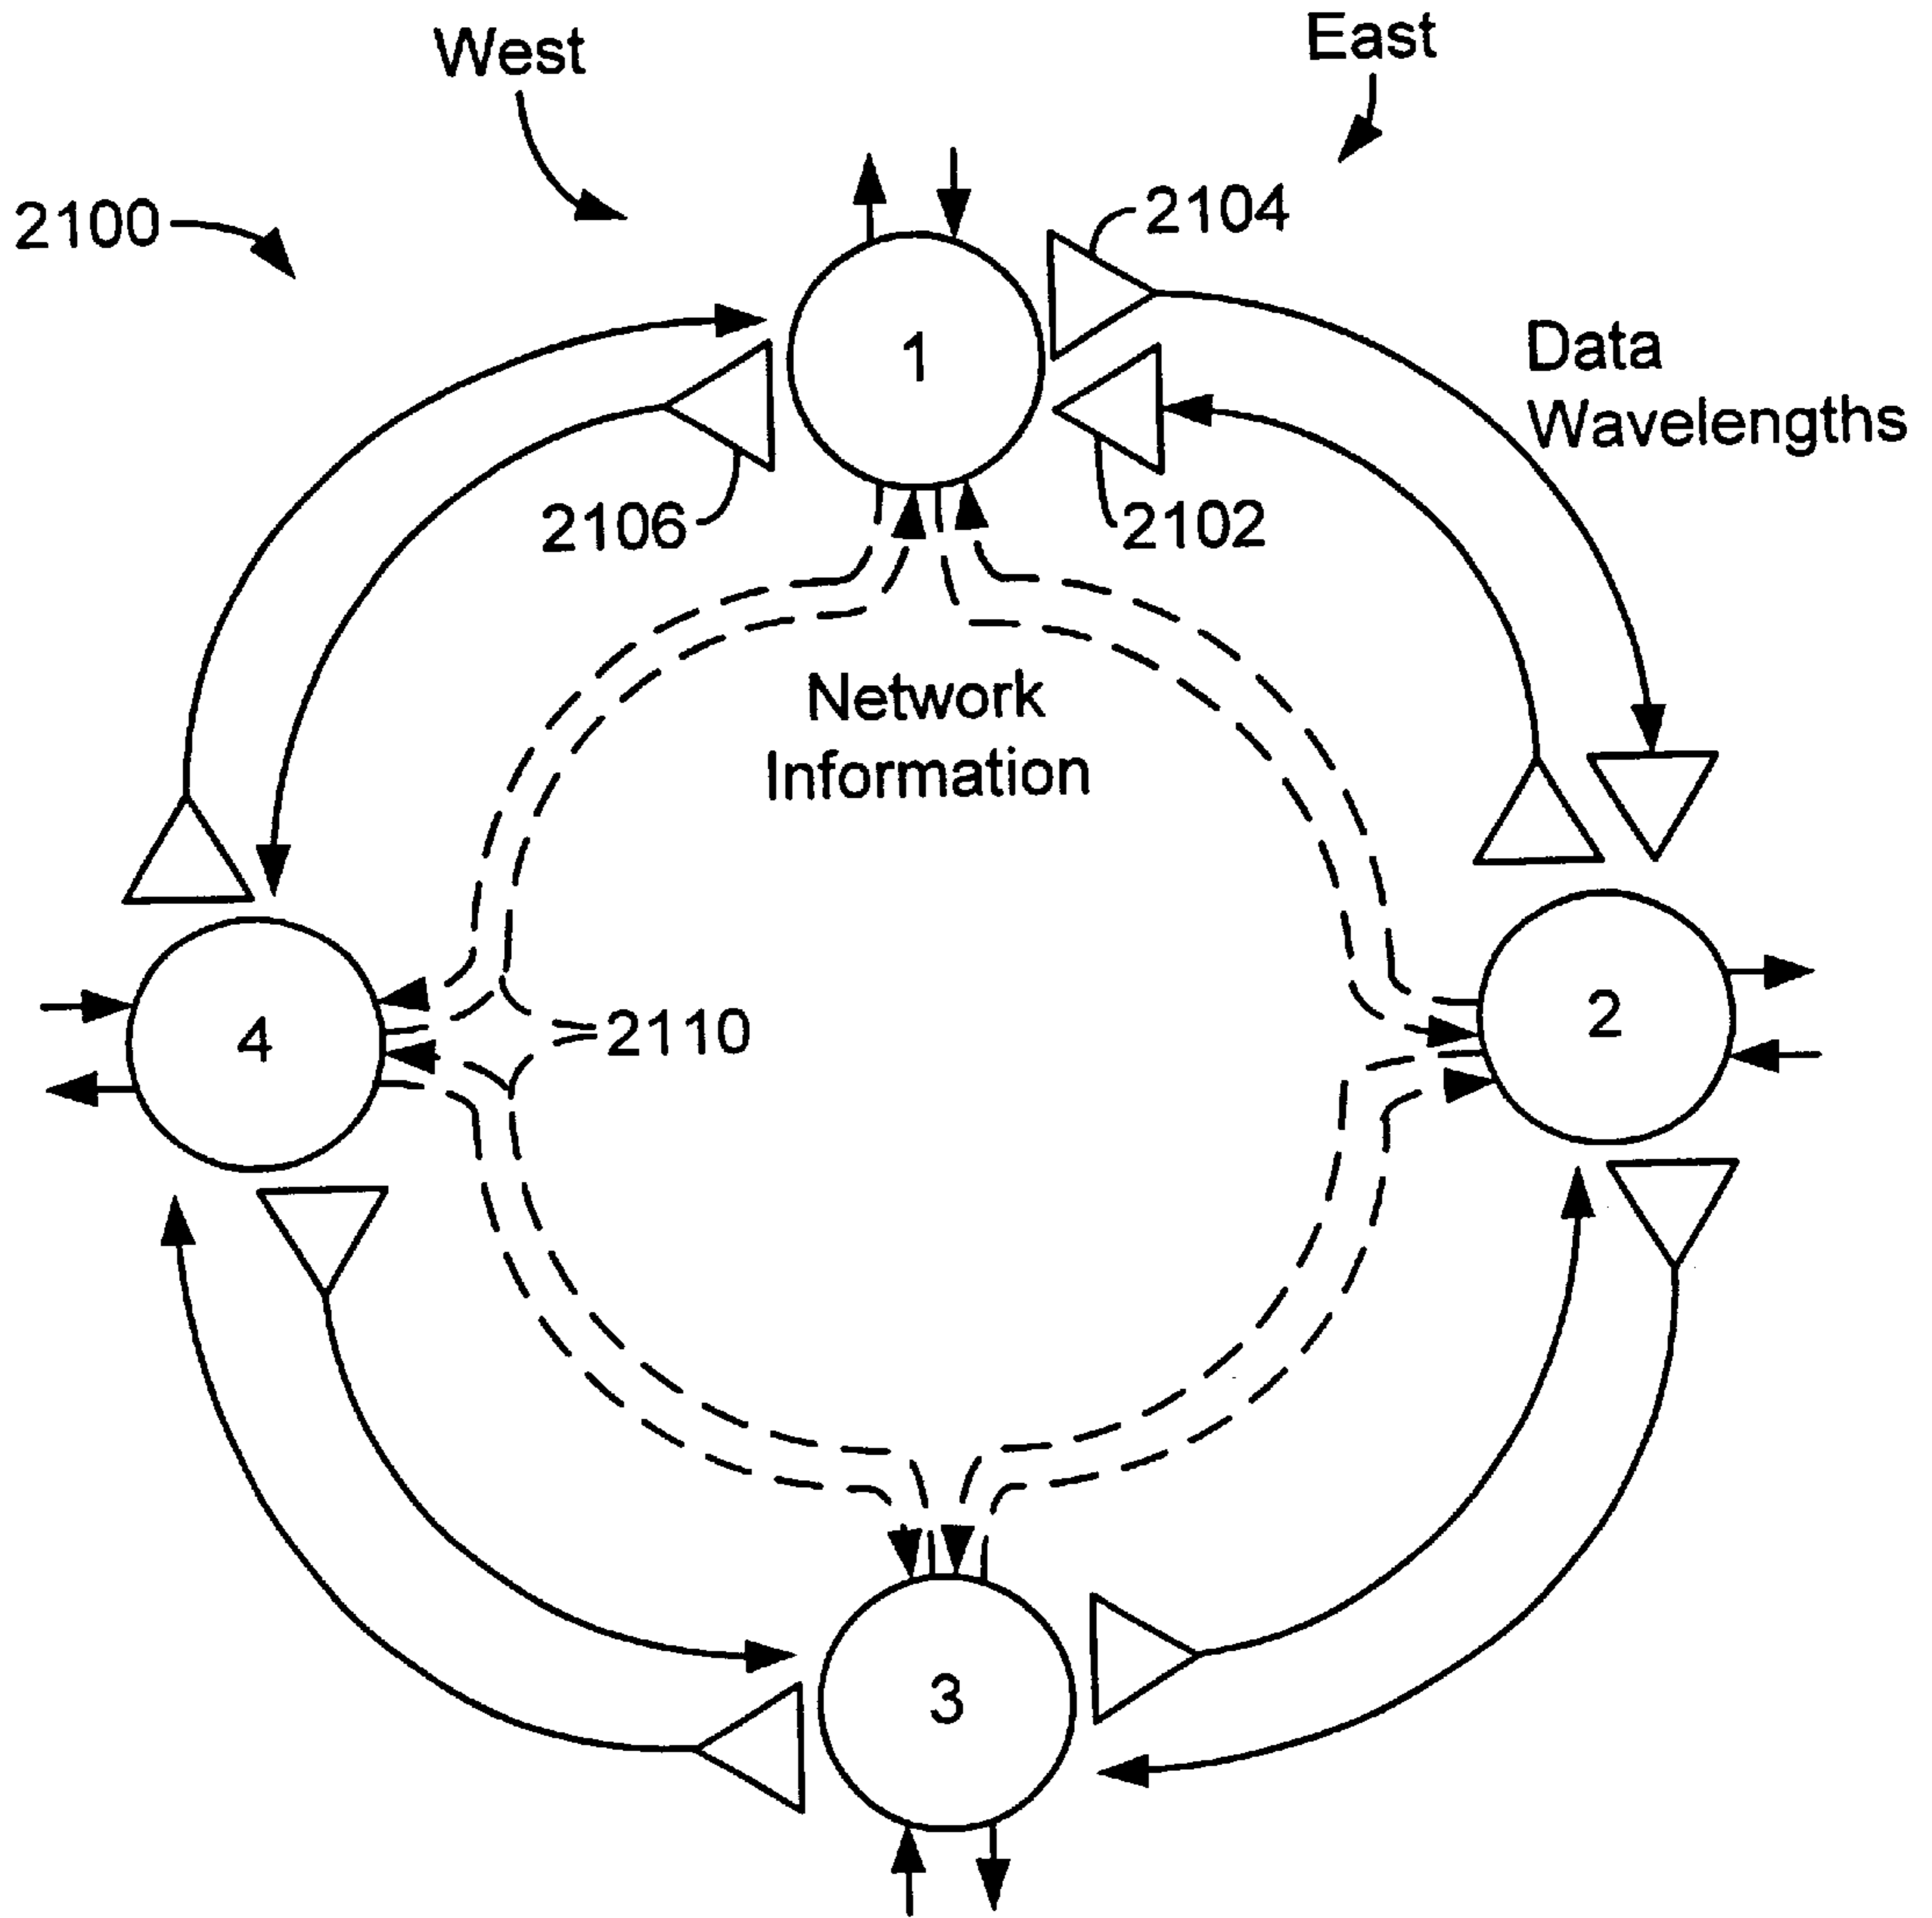 West
East
2100
2104
1
Data
Wavelengths
2106
2102
Network
Information
4
2110
2
3